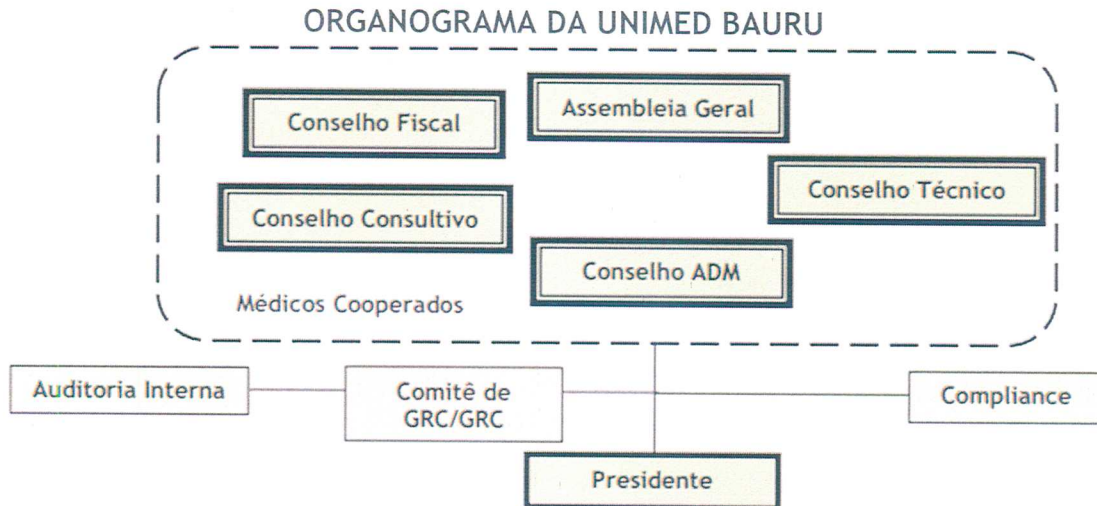 ORGANOGRAMA DA UNIMED BAURU
Assembleia Geral
Conselho Fiscal
Conselho Técnico
Conselho Consultivo
Conselho ADM
Médicos Cooperados
Auditoria Interna
Comitê de
GRC/GRC
Compliance
Presidente